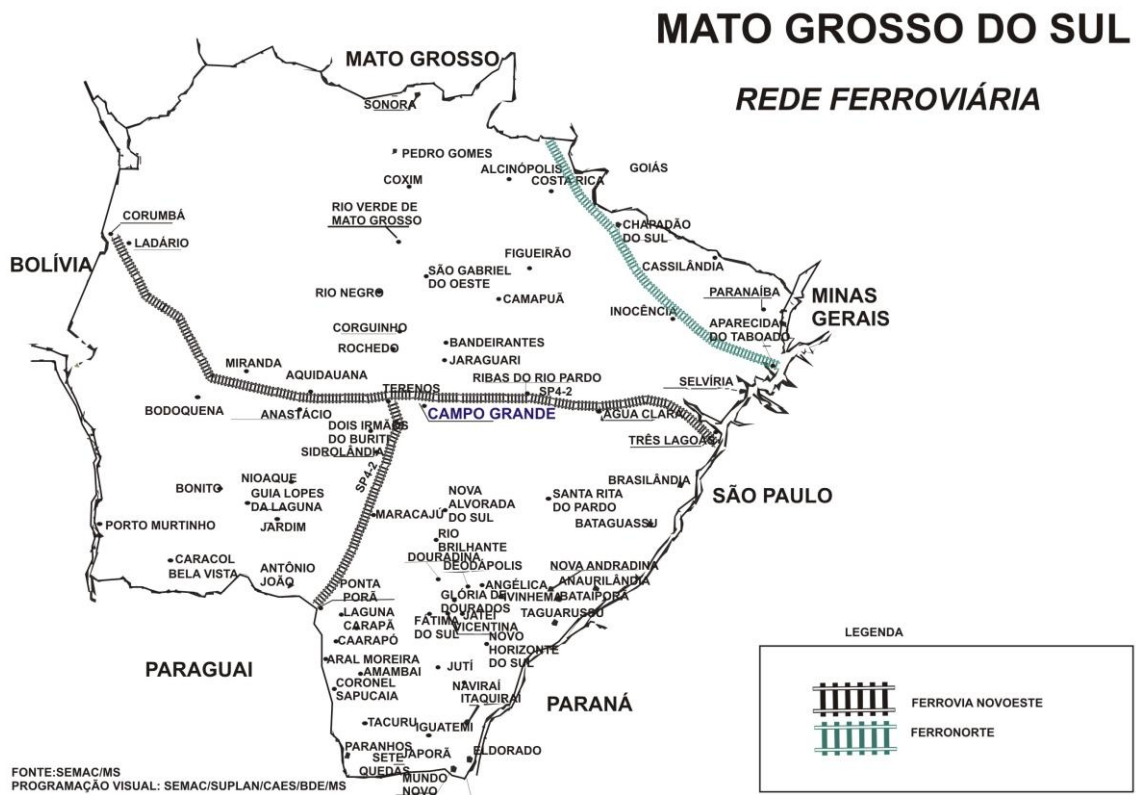 MATO GROSSO DO SUL
REDE FERROVIÁRIA
MATO GROSSO
SONORA
PEDRO GOMES
COXIM
ALCINÓPOLIS
COSTA RICA
GOIÁS
RIO VERDE DE
MATO GROSSO
CORUMBÁ
LADÁRIO
CHAPADÃO
DO SUL
BOLÍVIA
FIGUEIRÃO
CASSILÂNDIA
SÃO GABRIEL
DO OESTE
RIO NEGRO
CAMAPUÃ
PARANAÍBA
MINAS
GERAIS
INOCÊNCIA
APARECIDA
DO TABOADO
CORGUINHO
ROCHEDO
BANDEIRANTES
JARAGUARI
MIRANDA
AQUIDAUANA
TERENOS
RIBAS DO RIO PARDO
SP4-2
SELVÍRIA
BODOQUENA
ANASTÁCIO
CAMPO GRANDE
ÁGUA CLARA
DOIS IRMÃOS
DO BURITI
SIDROLÂNDIA
TRÊS LAGOAS
SP4-2
BRASILÂNDIA
SÃO PAULO
NIOAQUE
BONITO
GUIA LOPES
DA LAGUNA
JARDIM
NOVA
ALVORADA
DO SUL
SANTA RITA
DO PARDO
BATAGUASSU
PORTO MURTINHO
MARACAJÚ
RIO
BRILHANTE
DOURADINA
DEODÁPOLIS
CARACOL
BELA VISTA
ANTÔNIO
JOÃO
NOVA ANDRADINA
ANAURILÂNDIA
ANGÉLICA
IVINHEMA
BATAIPORÃ
TAGUARUSSU
PONTA
PORÃ
GLÓRIA DE
DOURADOS
FÁTIMA
DO SUL
JATEÍ
VICENTINA
LAGUNA
CARAPÃ
CAARAPÓ
NOVO
HORIZONTE
DO SUL
PARAGUAI
ARAL MOREIRA
AMAMBAI
JUTÍ
CORONEL
SAPUCAIA
NAVIRAÍ
ITAQUIRAÍ
PARANÁ
TACURU
IGUATEMI
PARANHOS
SETE
QUEDAS
JAPORÃ
ELDORADO
MUNDO
NOVO
LEGENDA
FERROVIA NOVOESTE
FERRONORTE
FONTE:SEMAC/MS
PROGRAMAÇÃO VISUAL: SEMAC/SUPLAN/CAES/BDE/MS